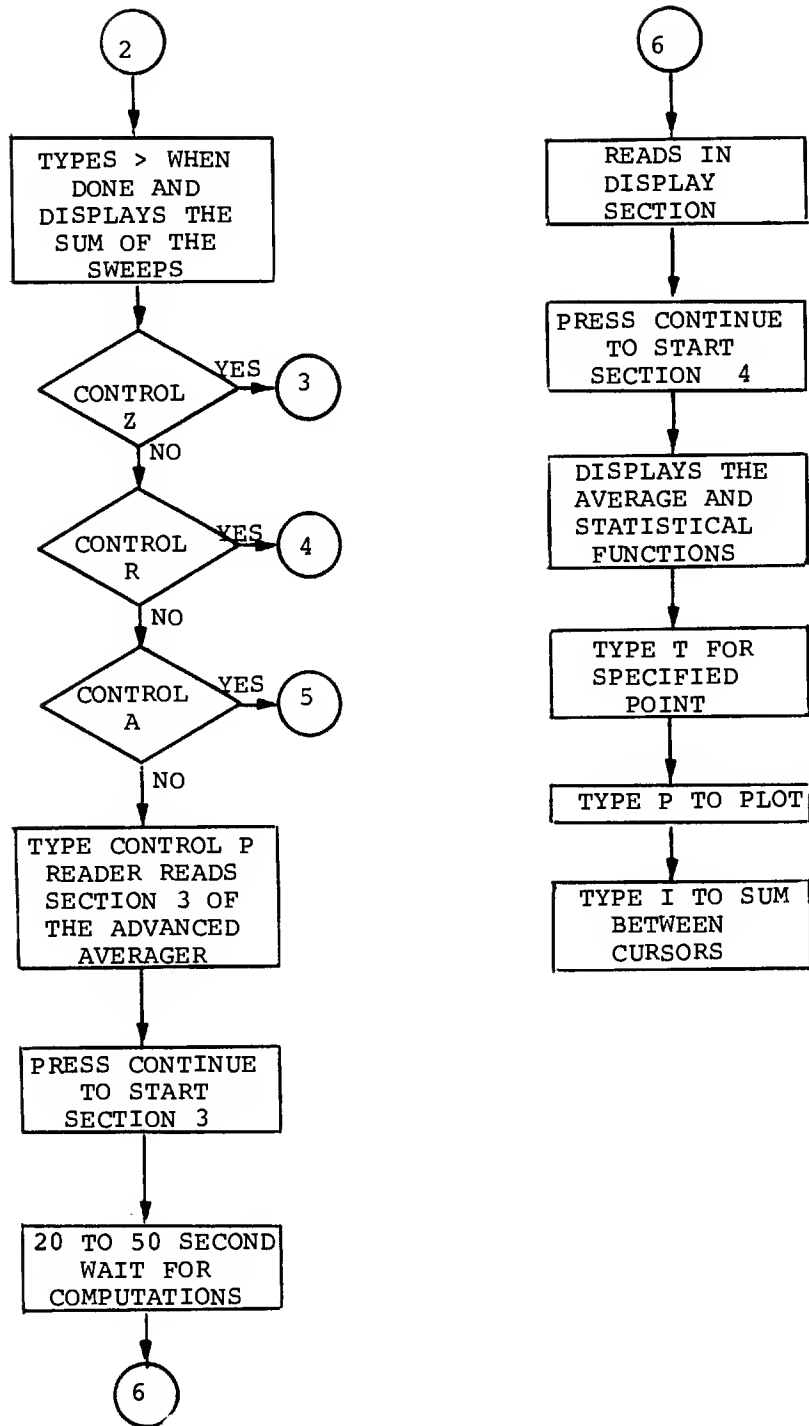 2
TYPES > WHEN
DONE AND
DISPLAYS THE
SUM OF THE
SWEEPS
CONTROL
Z
YES
3
NO
CONTROL
R
YES
4
NO
CONTROL
A
YES
5
NO
TYPE CONTROL P
READER READS
SECTION 3 OF
THE ADVANCED
AVERAGER
PRESS CONTINUE
TO START
SECTION 3
20 TO 50 SECOND
WAIT FOR
COMPUTATIONS
6
6
READS IN
DISPLAY
SECTION
PRESS CONTINUE
TO START
SECTION 4
DISPLAYS THE
AVERAGE AND
STATISTICAL
FUNCTIONS
TYPE T FOR
SPECIFIED
POINT
TYPE P TO PLOT
TYPE I TO SUM
BETWEEN
CURSORS